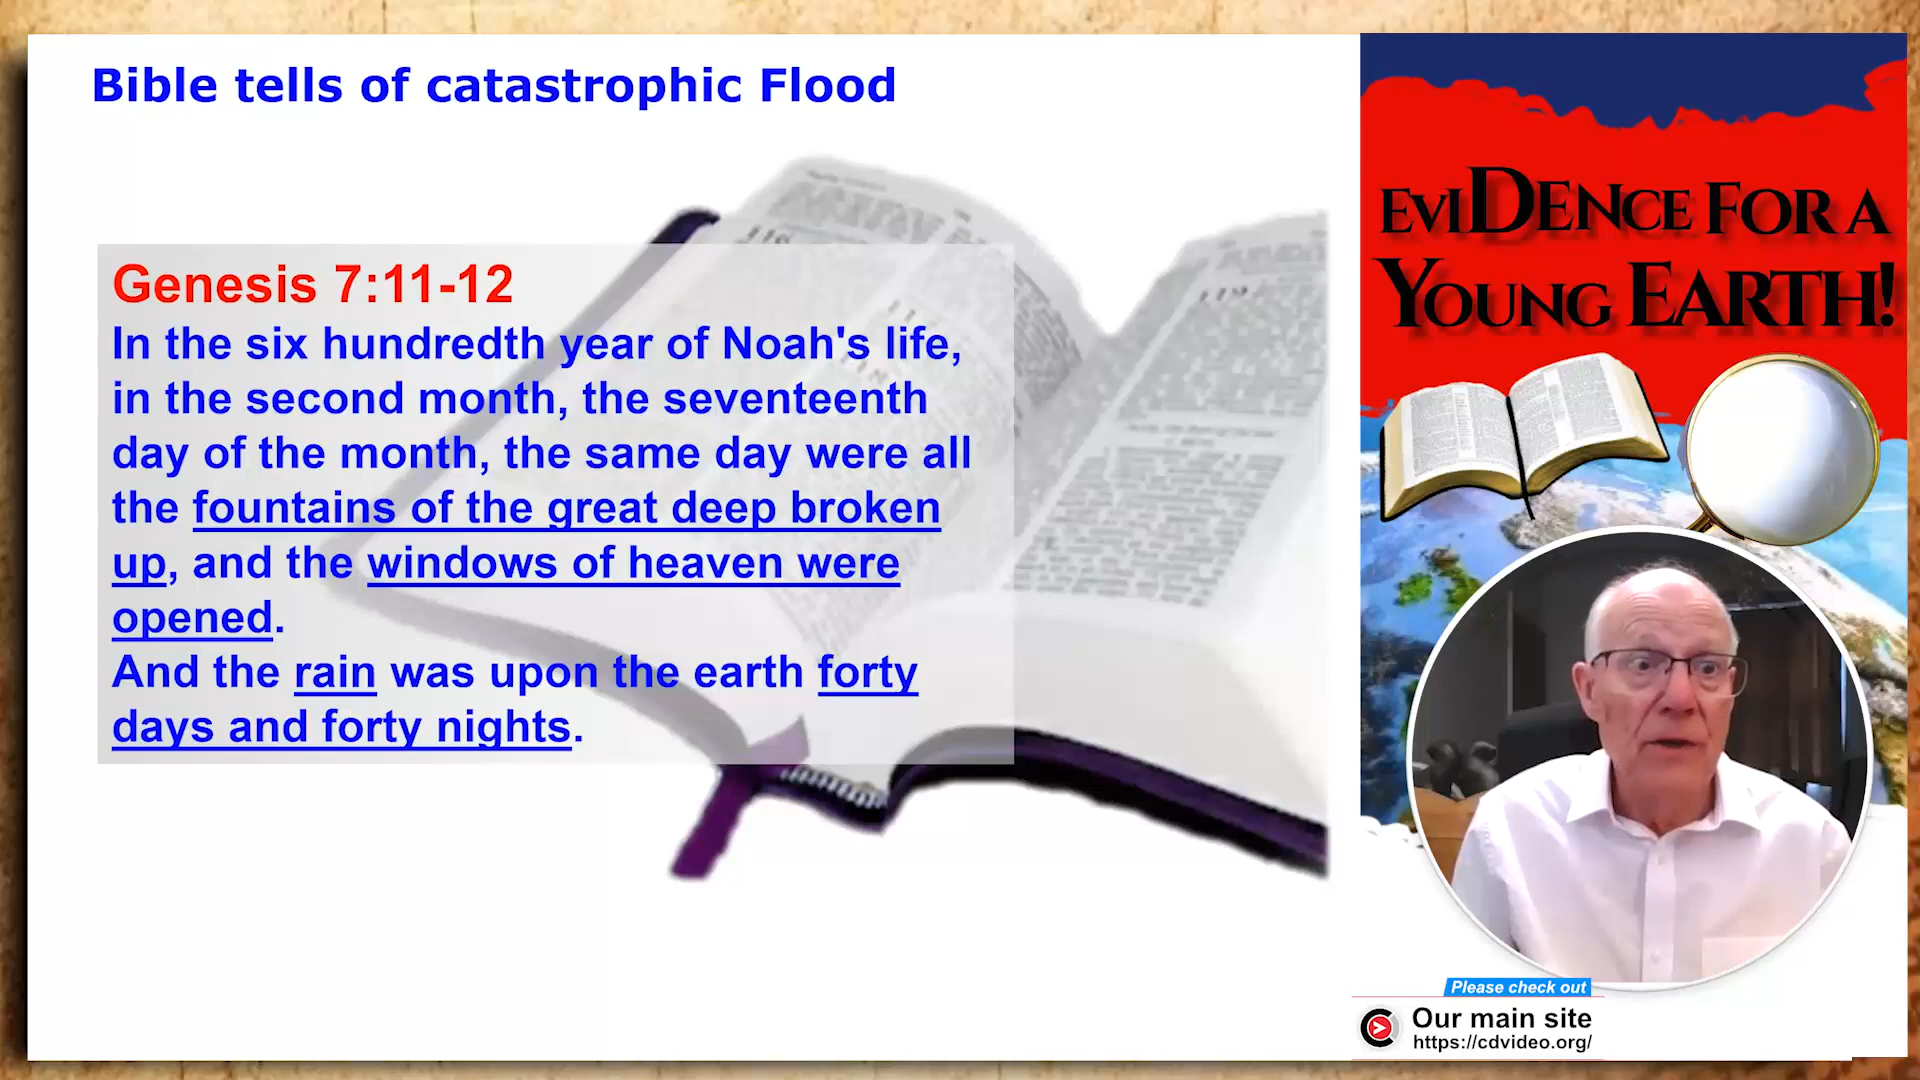 Bible tells of catastrophic Flood
Genesis 7:11-12
In the six hundredth year of Noah's life,
in the second month, the seventeenth
day of the month, the same day were all
the fountains of the great deep broken
up, and the windows of heaven were
opened.
And the rain was upon the earth forty
days and forty nights.
EVIDENCE FOR A
YOUNG EARTH!
Please check out
Our main site
https://cdvideo.org/